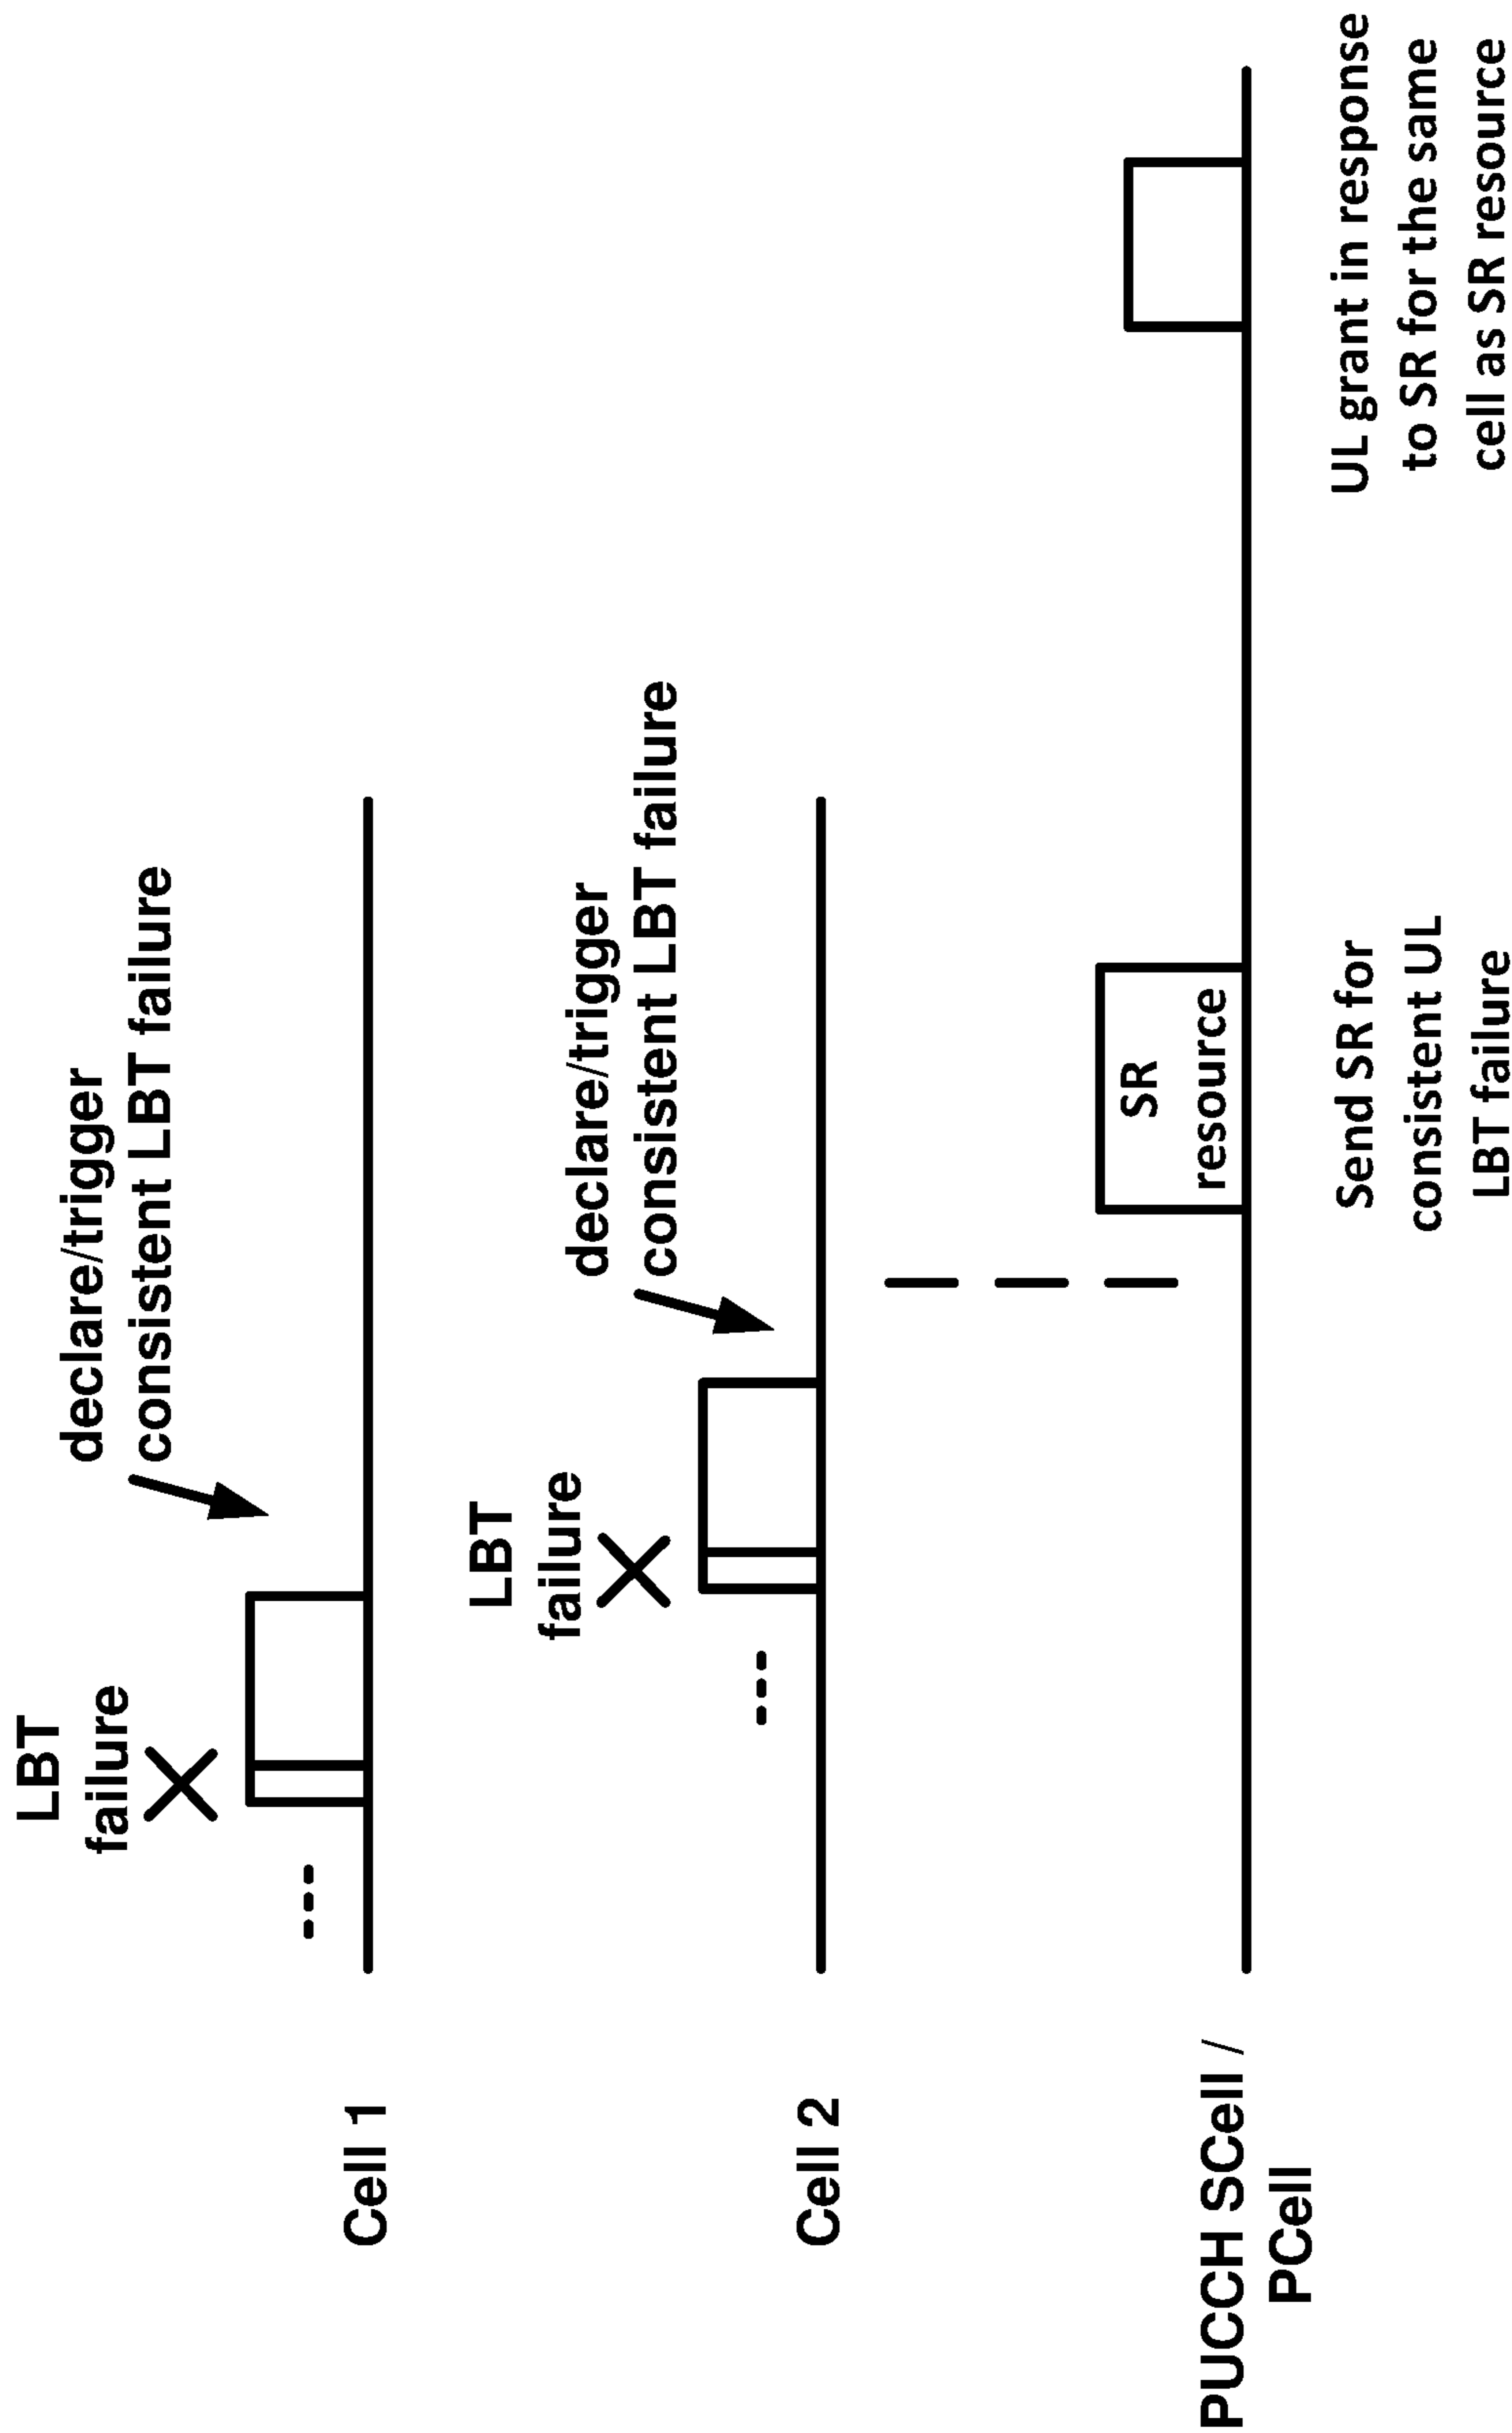 LBT
failure
declare/trigger
consistent LBT failure
Cell 1
LBT
failure
declare/trigger
consistent LBT failure
Cell 2
SR
resource
PUCCH SCell /
PCell
Send SR for
consistent UL
LBT failure
UL grant in response
to SR for the same
cell as SR resource